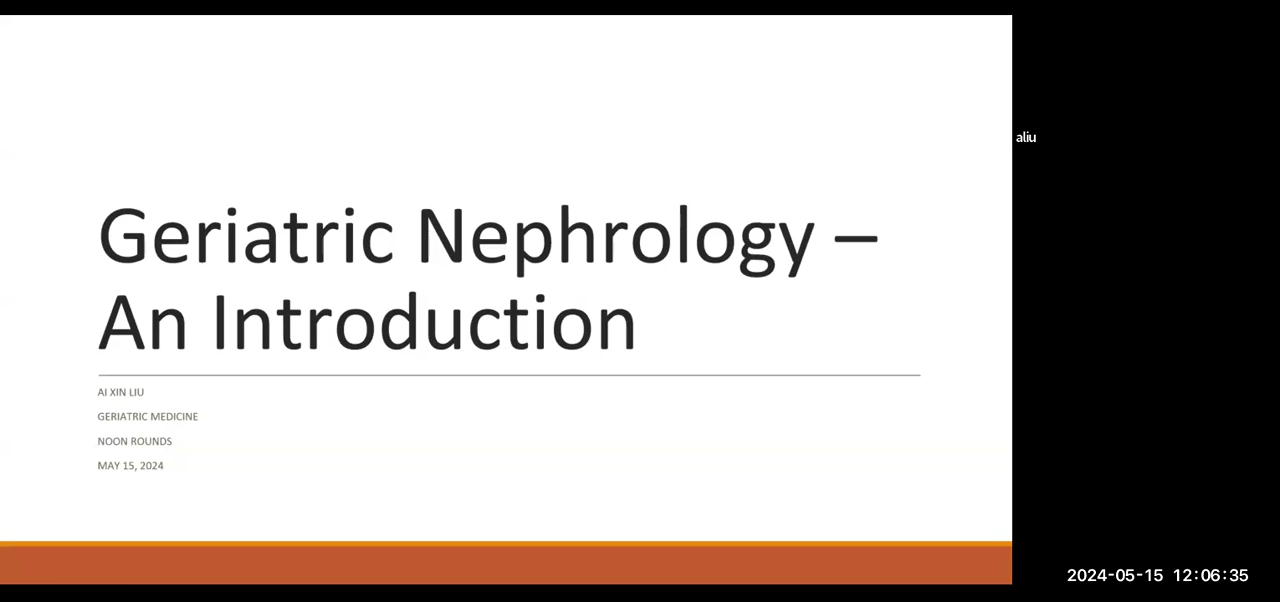 Geriatric Nephrology –
An Introduction
AI XIN LIU
GERIATRIC MEDICINE
NOON ROUNDS
MAY 15, 2024
aliu
2024-05-15 12:06:35